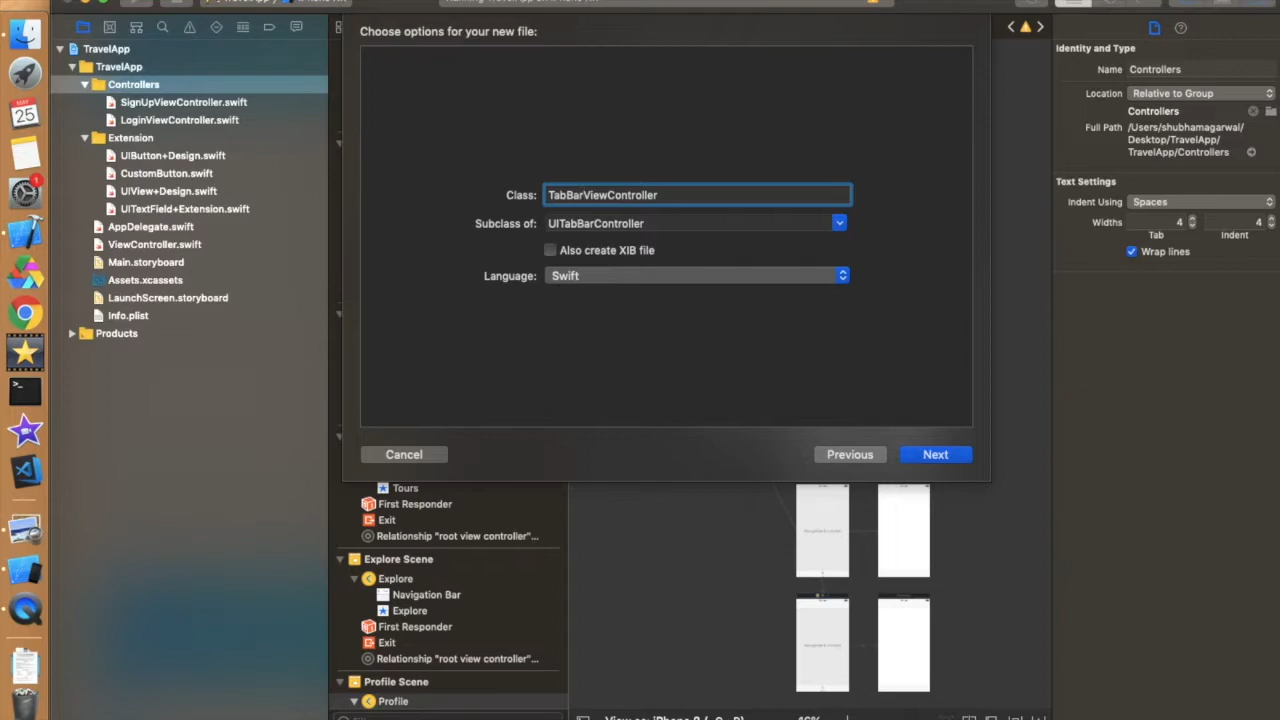 Choose options for your new file:
Class: TabBarViewController
Subclass of: UITabBarController
Also create XIB file
Language: Swift
Cancel
Previous
Next
TravelApp
TravelApp
Controllers
SignUpViewController.swift
LoginViewController.swift
Extension
UIButton+Design.swift
CustomButton.swift
UIView+Design.swift
UITextField+Extension.swift
AppDelegate.swift
ViewController.swift
Main.storyboard
Assets.xcassets
LaunchScreen.storyboard
Info.plist
Products
MAY
25
1
Tours
First Responder
Exit
Relationship "root view controller"...
Explore Scene
Explore
Navigation Bar
Explore
First Responder
Exit
Relationship "root view controller"...
Profile Scene
Profile
Identity and Type
Name Controllers
Location Relative to Group
Controllers
Full Path /Users/shubhamagarwal/
Desktop/TravelApp/
TravelApp/Controllers
Text Settings
Indent Using Spaces
Widths 4 4
Tab Indent
Wrap lines